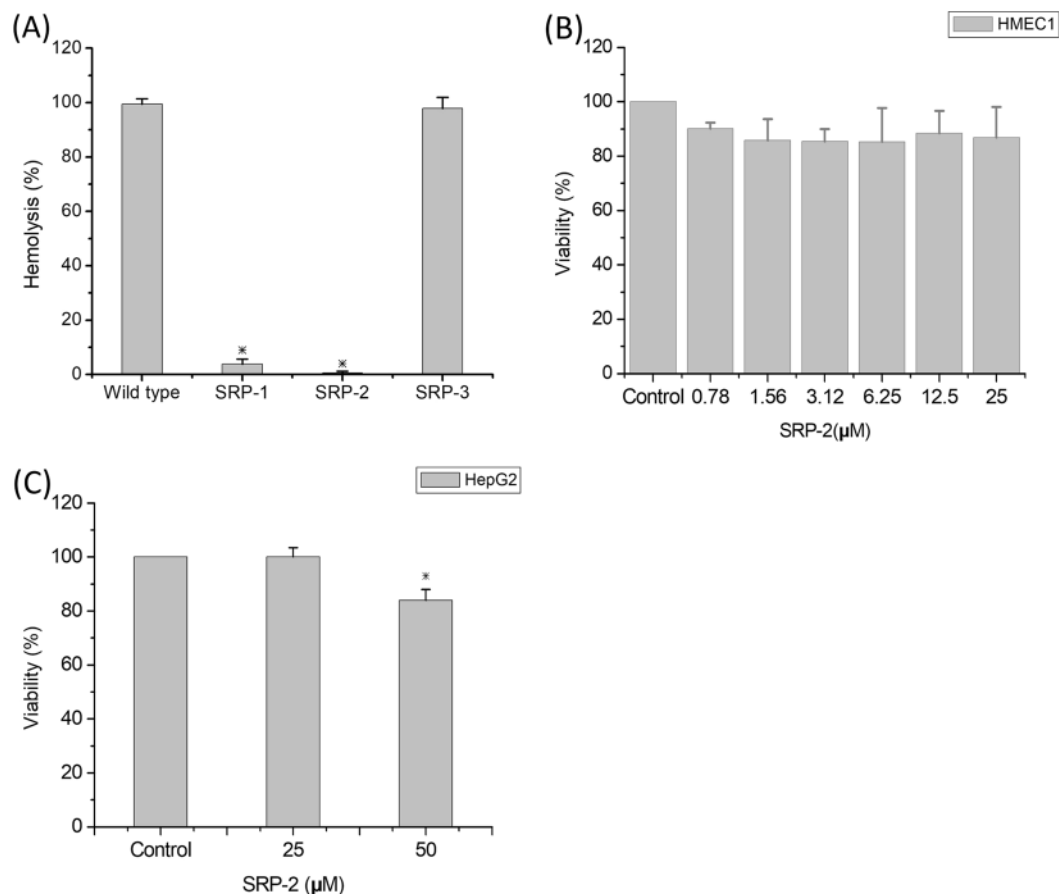 (A)
120
100
80
60
40
20
0
Hemolysis (%)
*
*
Wild type SRP-1 SRP-2 SRP-3
(B)
HMEC1
120
100
80
60
40
20
0
Viability (%)
Control 0.78 1.56 3.12 6.25 12.5 25
SRP-2(µM)
(C)
HepG2
120
100
80
60
40
20
0
Viability (%)
*
Control 25 50
SRP-2 (µM)